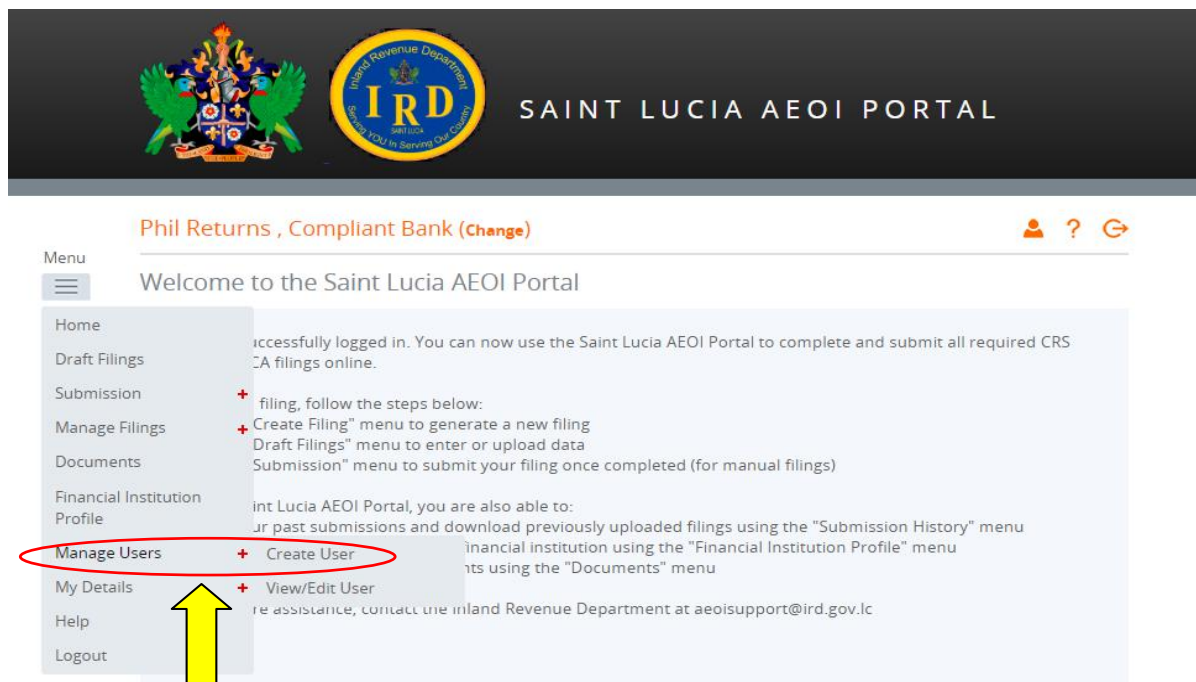 Inland Revenue Department
IRD
SAINT LUCIA
Serving YOU In Serving Our Country
SAINT LUCIA AEOI PORTAL
Phil Returns , Compliant Bank (Change)
?
Menu
Welcome to the Saint Lucia AEOI Portal
Home
Draft Filings
Submission +
Manage Filings +
Documents
Financial Institution
Profile
Manage Users + Create User
My Details + View/Edit User
Help
Logout
uccessfully logged in. You can now use the Saint Lucia AEOI Portal to complete and submit all required CRS
CA filings online.
filing, follow the steps below:
Create Filing" menu to generate a new filing
Draft Filings" menu to enter or upload data
Submission" menu to submit your filing once completed (for manual filings)
int Lucia AEOI Portal, you are also able to:
ur past submissions and download previously uploaded filings using the "Submission History" menu
financial institution using the "Financial Institution Profile" menu
nts using the "Documents" menu
re assistance, contact the Inland Revenue Department at aeoisupport@ird.gov.lc